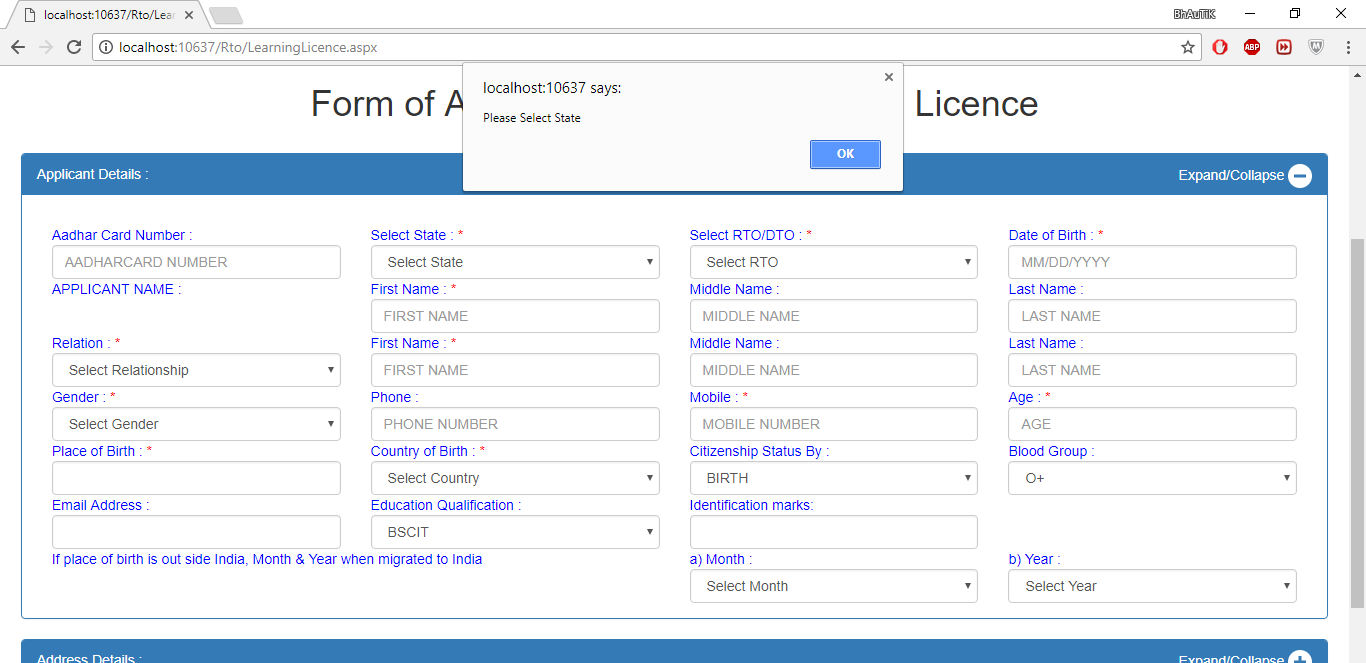 localhost:10637/Rto/Lear
BhAuTiK
localhost:10637/Rto/LearningLicence.aspx
ABP
localhost:10637 says:
Please Select State
OK
Form of A Licence
Applicant Details :
Expand/Collapse
Aadhar Card Number : Select State : * Select RTO/DTO : * Date of Birth : *
AADHARCARD NUMBER Select State Select RTO MM/DD/YYYY
APPLICANT NAME : First Name : * Middle Name : Last Name :
FIRST NAME MIDDLE NAME LAST NAME
Relation : * First Name : * Middle Name : Last Name :
Select Relationship FIRST NAME MIDDLE NAME LAST NAME
Gender : * Phone : Mobile : * Age : *
Select Gender PHONE NUMBER MOBILE NUMBER AGE
Place of Birth : * Country of Birth : * Citizenship Status By : Blood Group :
Select Country BIRTH O+
Email Address : Education Qualification : Identification marks:
BSCIT
If place of birth is out side India, Month & Year when migrated to India a) Month : b) Year :
Select Month Select Year
Address Details :
Expand/Collapse